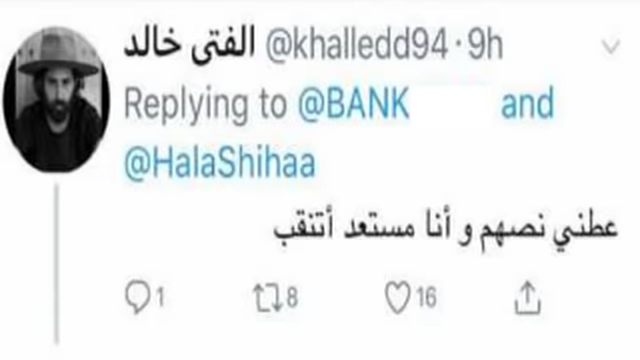 الفتى خالد @khalledd94 · 9h
Replying to @BANK and
@HalaShihaa
عطني نصهم و أنا مستعد أتنقب
1 8 16